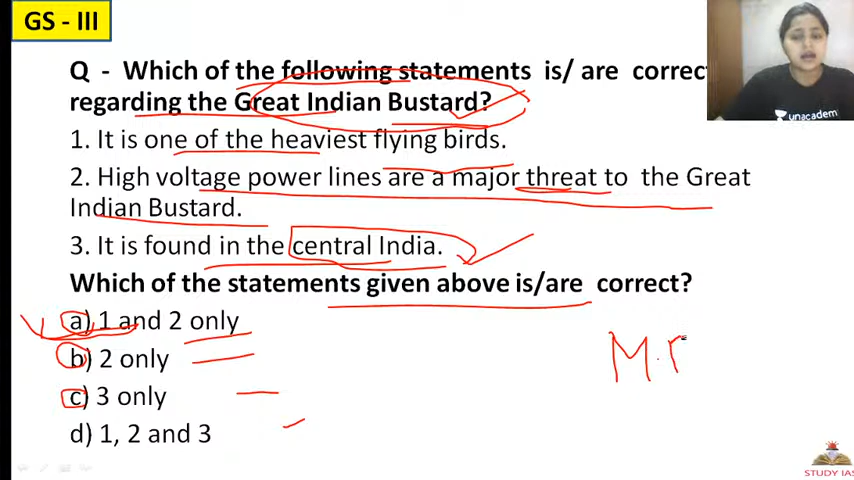 GS - III
Q - Which of the following statements is/ are correct
regarding the Great Indian Bustard?
1. It is one of the heaviest flying birds.
2. High voltage power lines are a major threat to the Great
Indian Bustard.
3. It is found in the central India.
Which of the statements given above is/are correct?
a) 1 and 2 only
b) 2 only
c) 3 only
d) 1, 2 and 3
M.P
unacadem
STUDY IAS